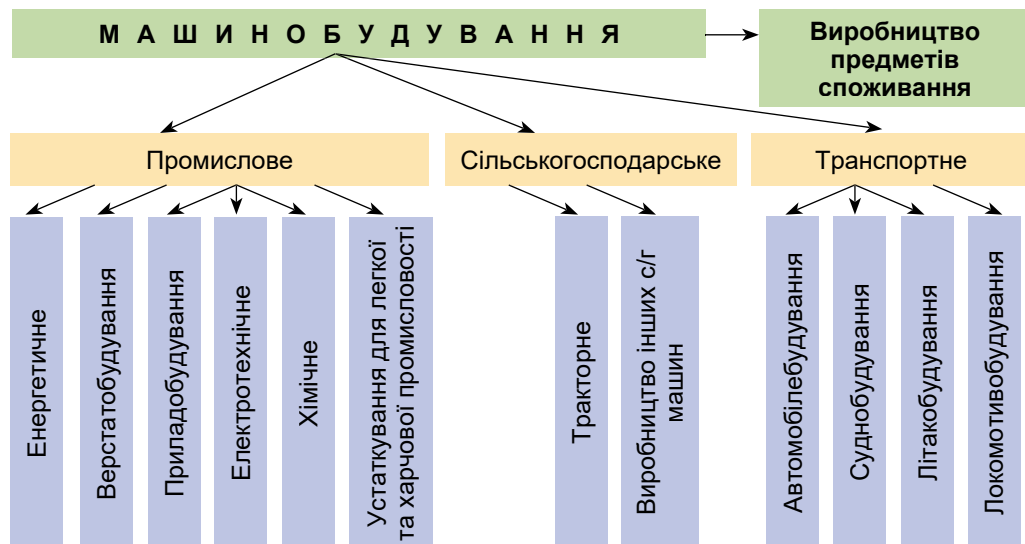 МАШИНОБУДУВАННЯ
Виробництво
предметів
споживання
Промислове
Сільськогосподарське
Транспортне
Енергетичне
Верстатобудування
Приладобудування
Електротехнічне
Хімічне
Устаткування для легкої
та харчової промисловості
Тракторне
Виробництво інших с/г
машин
Автомобілебудування
Суднобудування
Літакобудування
Локомотивобудування